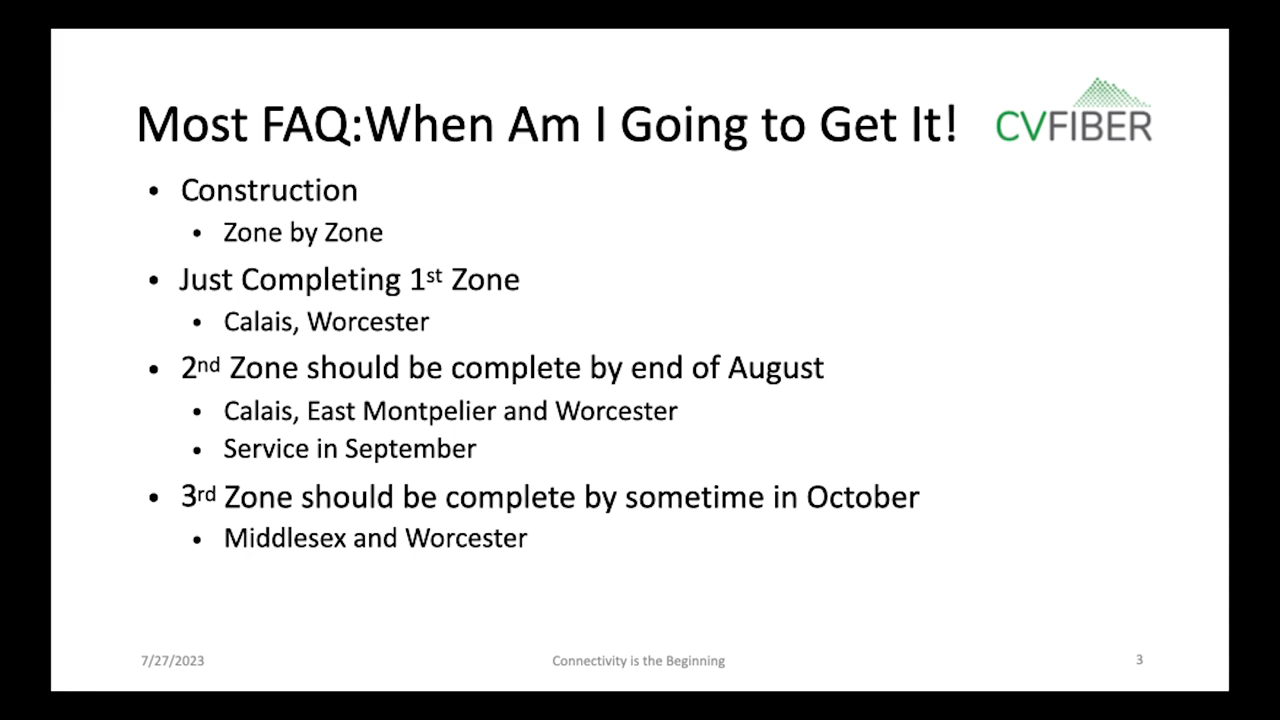 Most FAQ:When Am I Going to Get It!
CVFIBER
• Construction
• Zone by Zone
• Just Completing 1st Zone
• Calais, Worcester
• 2nd Zone should be complete by end of August
• Calais, East Montpelier and Worcester
• Service in September
• 3rd Zone should be complete by sometime in October
• Middlesex and Worcester
7/27/2023
Connectivity is the Beginning
3